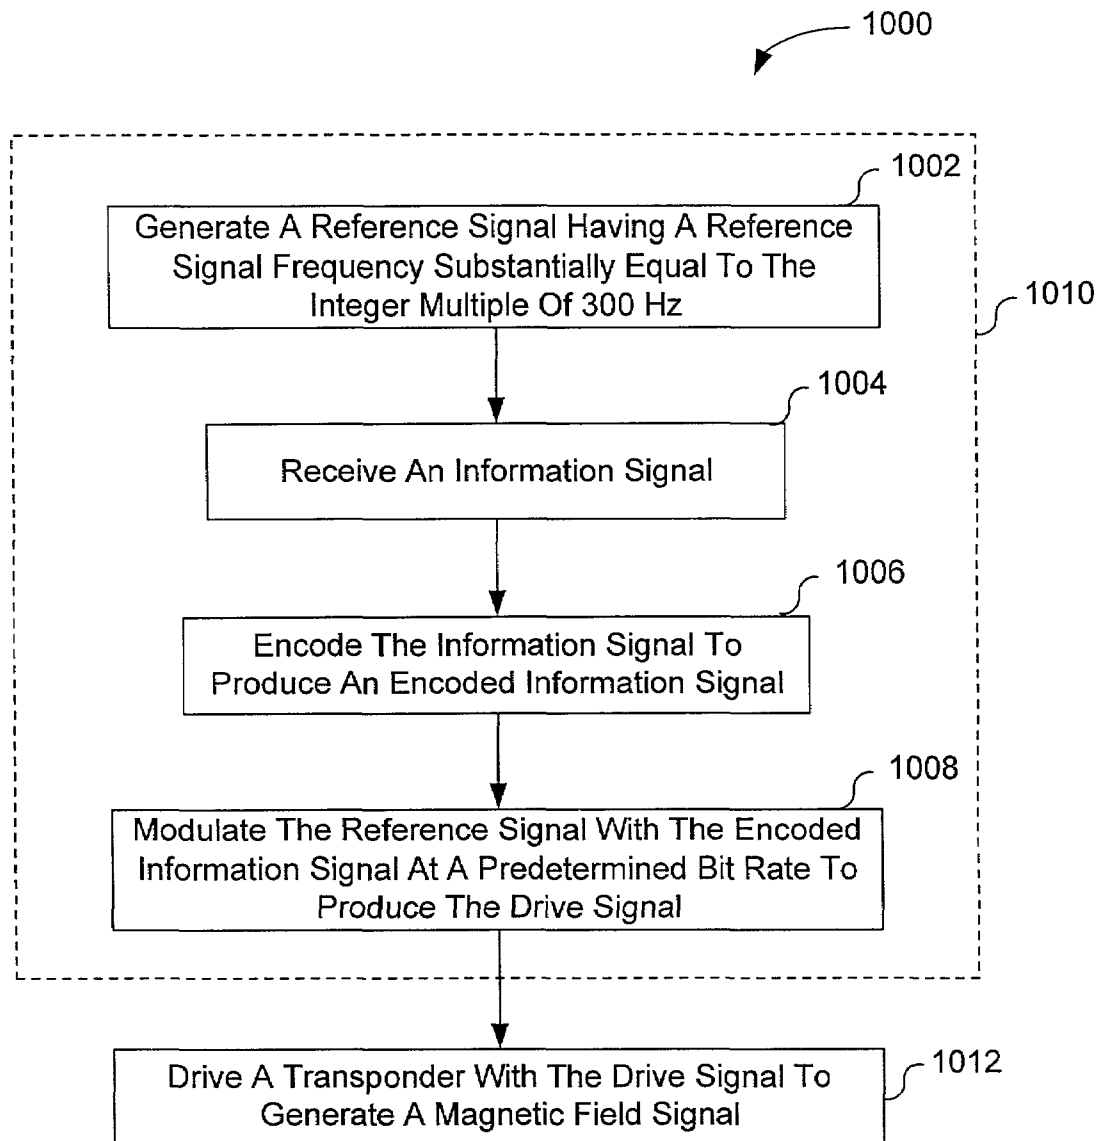 1000
1002
Generate A Reference Signal Having A Reference
Signal Frequency Substantially Equal To The
Integer Multiple Of 300 Hz
1010
1004
Receive An Information Signal
1006
Encode The Information Signal To
Produce An Encoded Information Signal
1008
Modulate The Reference Signal With The Encoded
Information Signal At A Predetermined Bit Rate To
Produce The Drive Signal
1012
Drive A Transponder With The Drive Signal To
Generate A Magnetic Field Signal